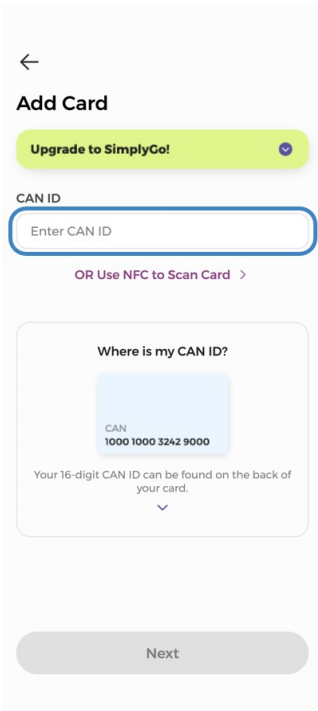 Add Card
Upgrade to SimplyGo!
CAN ID
Enter CAN ID
OR Use NFC to Scan Card >
Where is my CAN ID?
CAN
1000 1000 3242 9000
Your 16-digit CAN ID can be found on the back of
your card.
Next